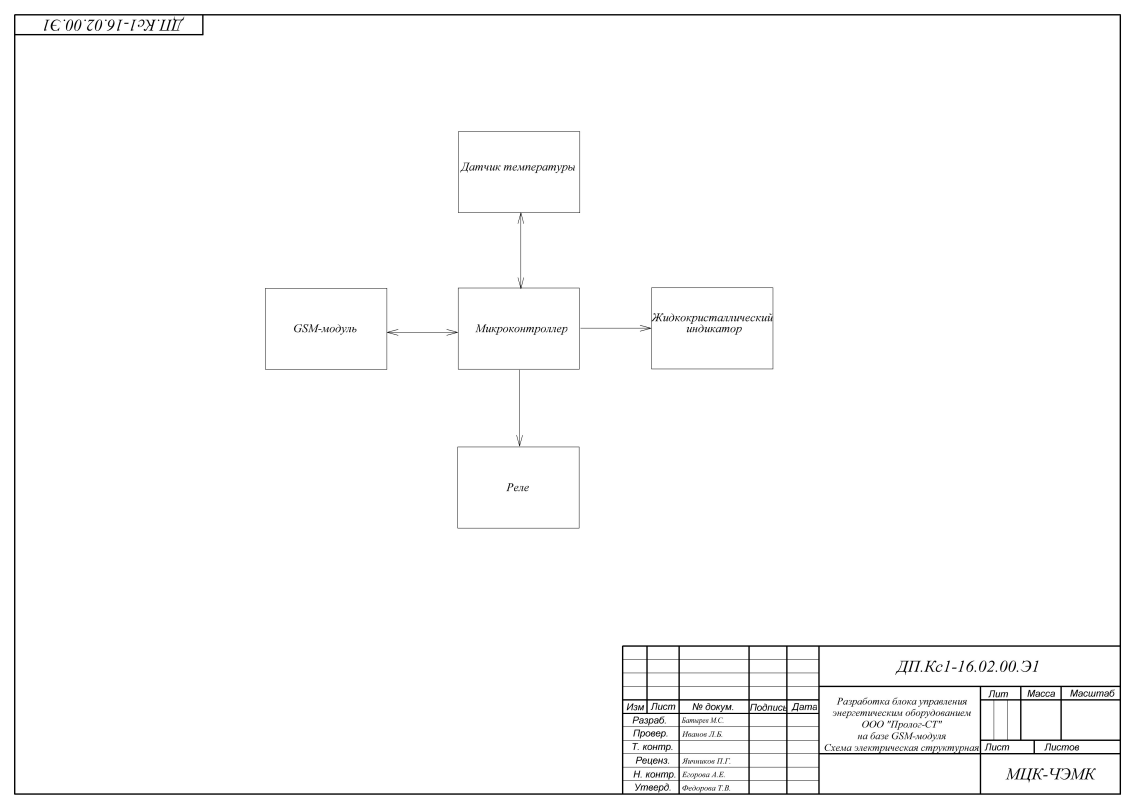 ДП.Кс1-16.02.00.Э1
Датчик температуры
GSM-модуль
Микроконтроллер
Жидкокристаллический
индикатор
Реле
ДП.Кс1-16.02.00.Э1
Изм Лист № докум. Подпись Дата
Разраб. Батырев М.С.
Провер. Иванов Л.Б.
Т. контр.
Реценз. Яичников П.Г.
Н. контр. Егорова А.Е.
Утверд. Федорова Т.В.
Разработка блока управления
энергетическим оборудованием
ООО "Пролог-СТ"
на базе GSM-модуля
Схема электрическая структурная
Лит Масса Масштаб
Лист Листов
МЦК-ЧЭМК